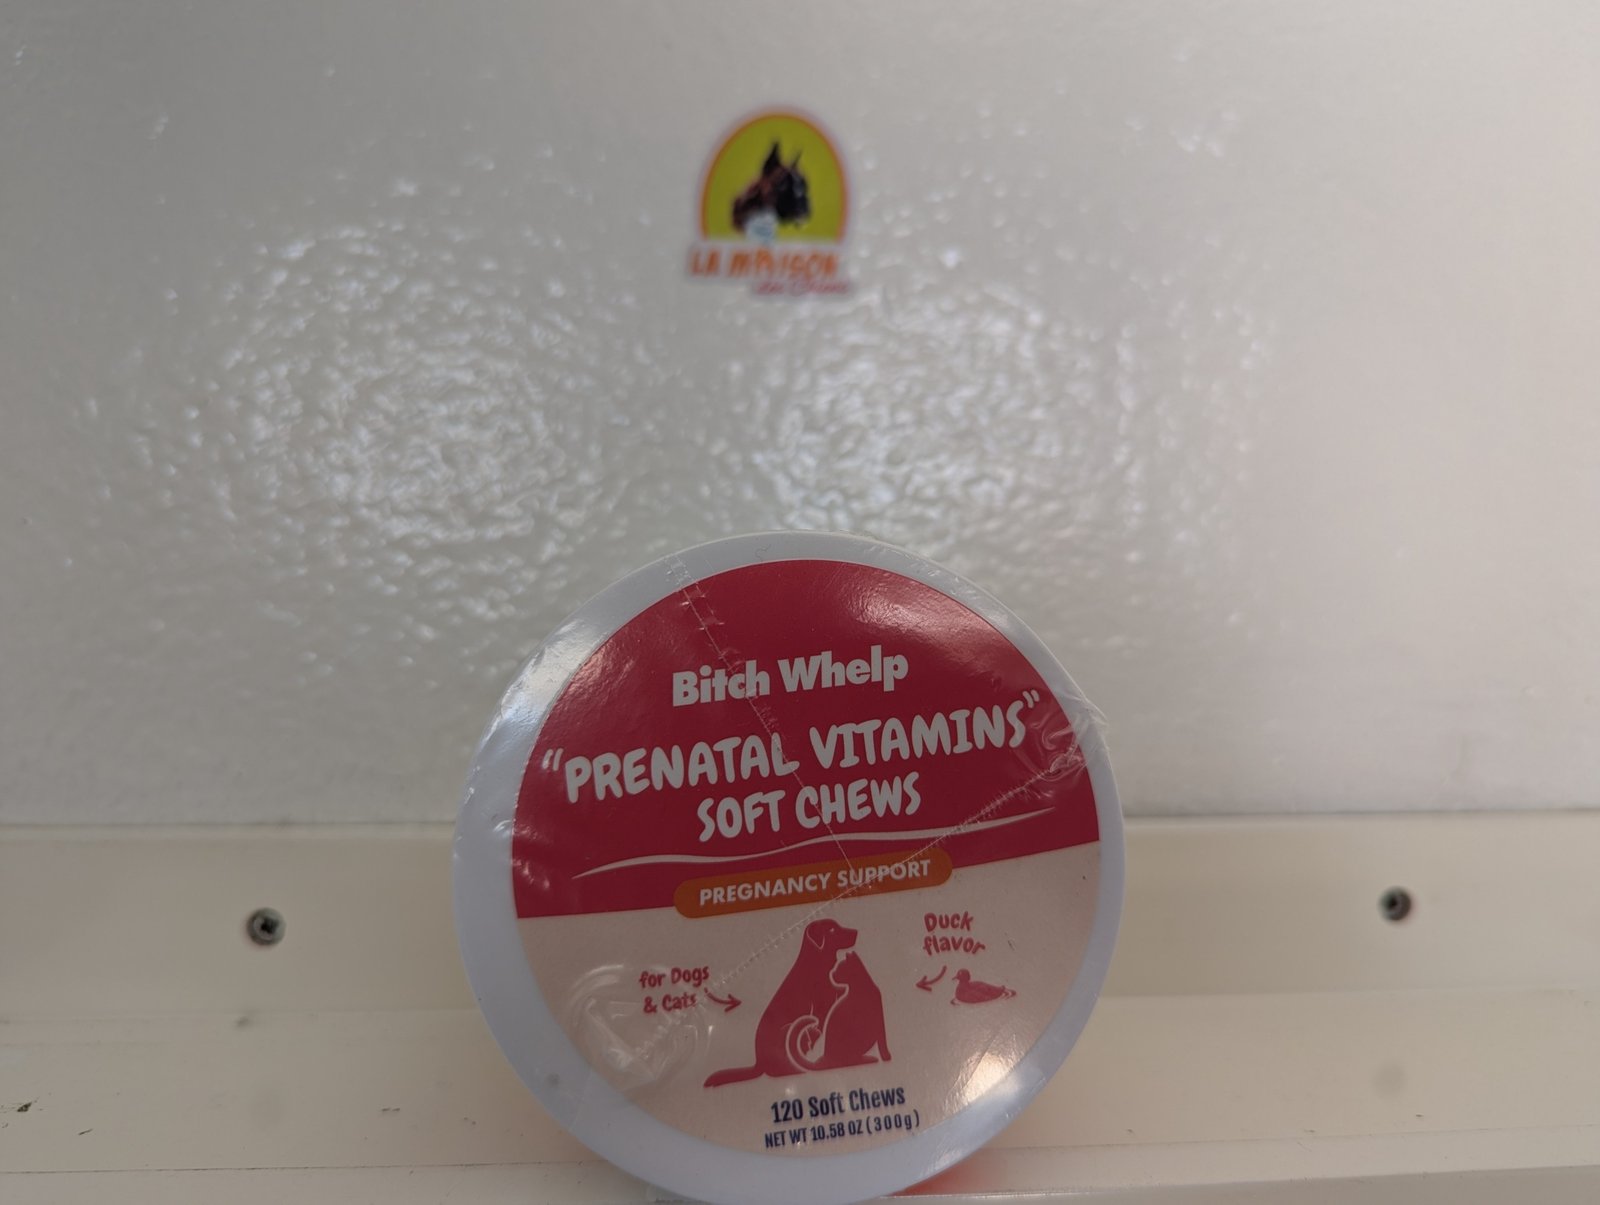 LA MAISON
Bitch Whelp
"PRENATAL VITAMINS"
SOFT CHEWS
PREGNANCY SUPPORT
Duck
flavor
for Dogs
& Cats
120 Soft Chews
NET WT 10.58 OZ (300g)